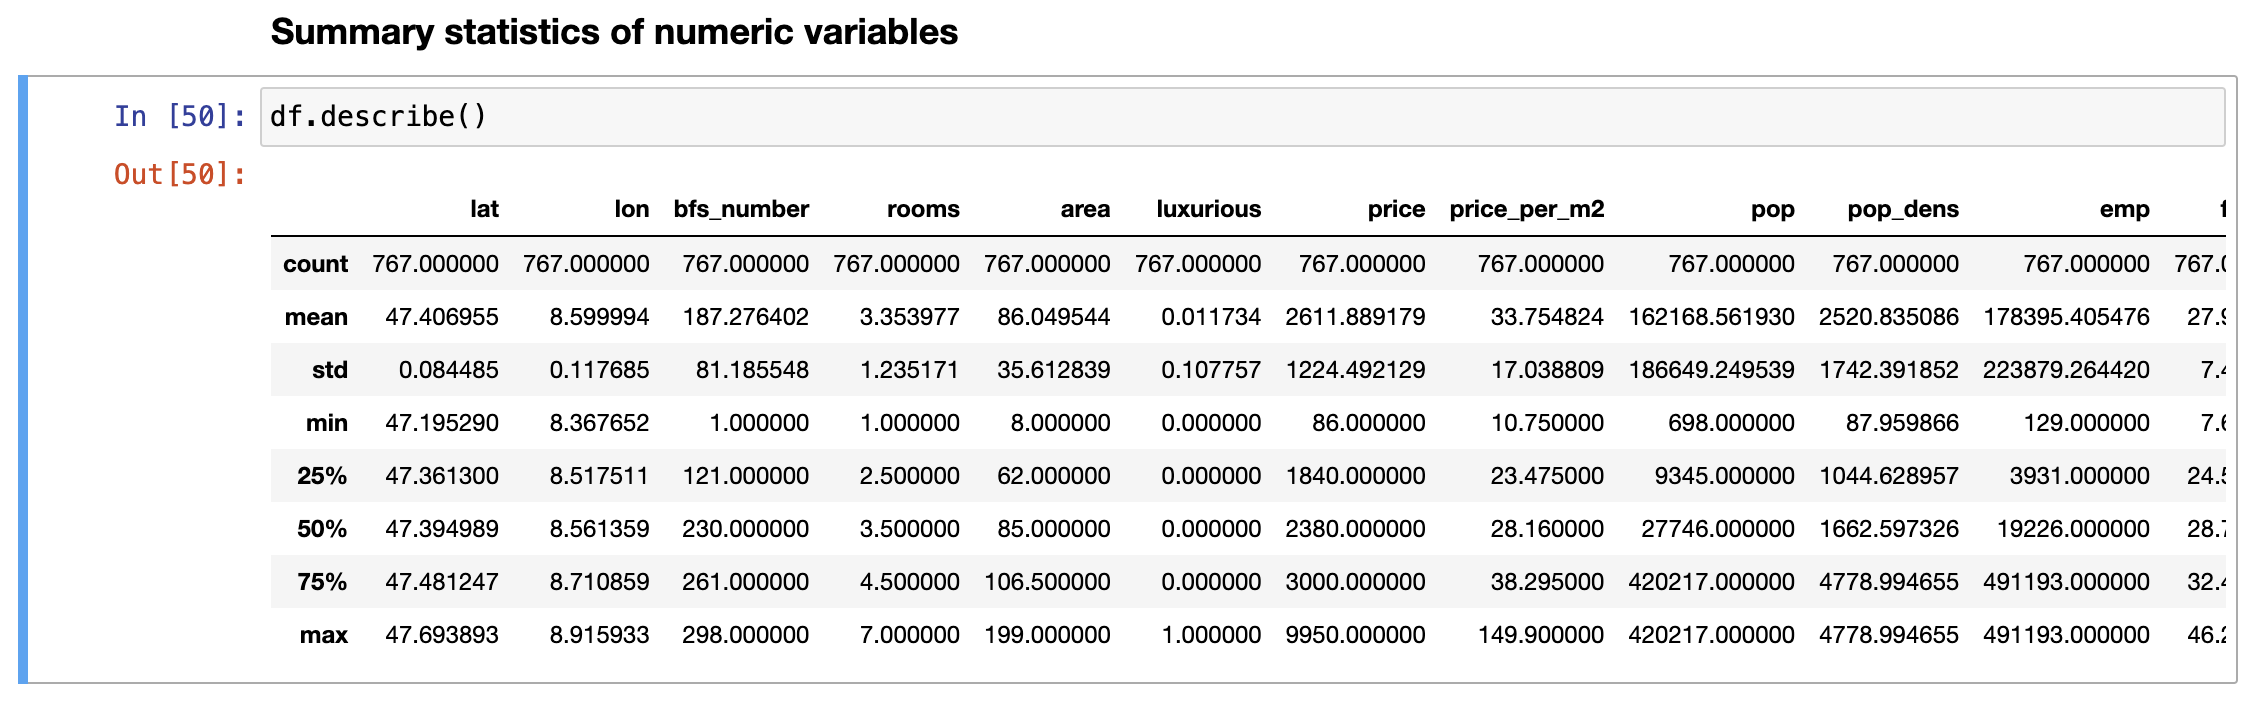 Summary statistics of numeric variables
In [50]: df.describe()
Out[50]:
lat lon bfs_number rooms area luxurious price price_per_m2 pop pop_dens emp
count 767.000000 767.000000 767.000000 767.000000 767.000000 767.000000 767.000000 767.000000 767.000000 767.000000 767.000000 767.0
mean 47.406955 8.599994 187.276402 3.353977 86.049544 0.011734 2611.889179 33.754824 162168.561930 2520.835086 178395.405476 27.9
std 0.084485 0.117685 81.185548 1.235171 35.612839 0.107757 1224.492129 17.038809 186649.249539 1742.391852 223879.264420 7.4
min 47.195290 8.367652 1.000000 1.000000 8.000000 0.000000 86.000000 10.750000 698.000000 87.959866 129.000000 7.6
25% 47.361300 8.517511 121.000000 2.500000 62.000000 0.000000 1840.000000 23.475000 9345.000000 1044.628957 3931.000000 24.5
50% 47.394989 8.561359 230.000000 3.500000 85.000000 0.000000 2380.000000 28.160000 27746.000000 1662.597326 19226.000000 28.7
75% 47.481247 8.710859 261.000000 4.500000 106.500000 0.000000 3000.000000 38.295000 420217.000000 4778.994655 491193.000000 32.4
max 47.693893 8.915933 298.000000 7.000000 199.000000 1.000000 9950.000000 149.900000 420217.000000 4778.994655 491193.000000 46.2